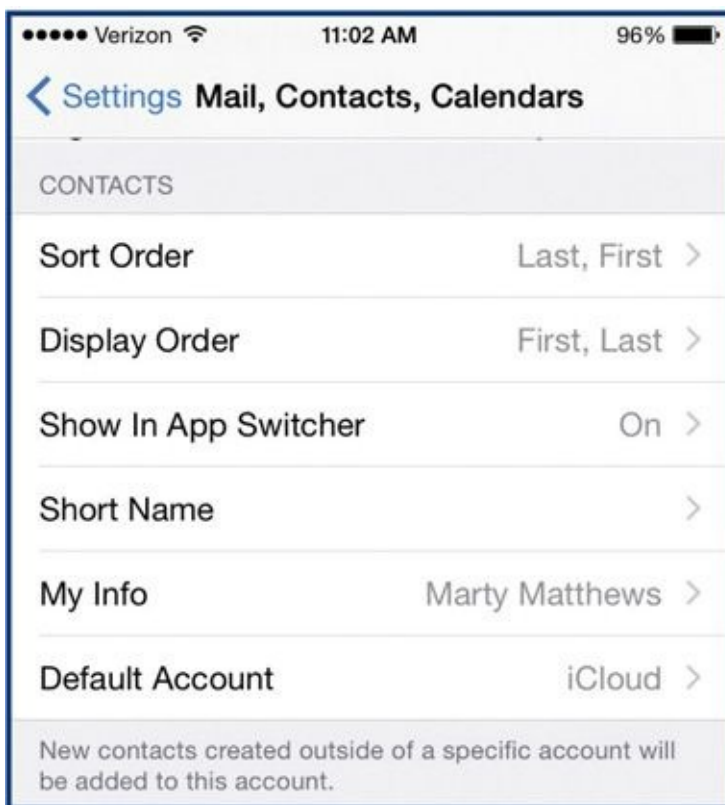 Verizon 11:02 AM 96%
Settings Mail, Contacts, Calendars
CONTACTS
Sort Order Last, First
Display Order First, Last
Show In App Switcher On
Short Name
My Info Marty Matthews
Default Account iCloud
New contacts created outside of a specific account will
be added to this account.